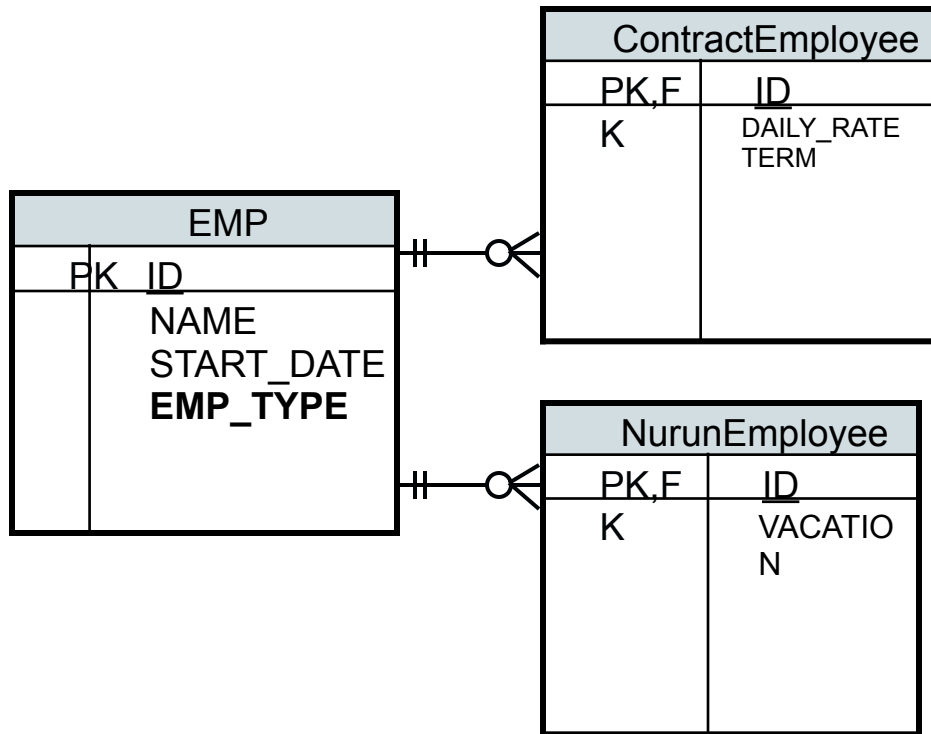 EMP
PK ID
NAME
START_DATE
EMP_TYPE
ContractEmployee
PK,F ID
K DAILY_RATE
TERM
NurunEmployee
PK,F ID
K VACATIO
N